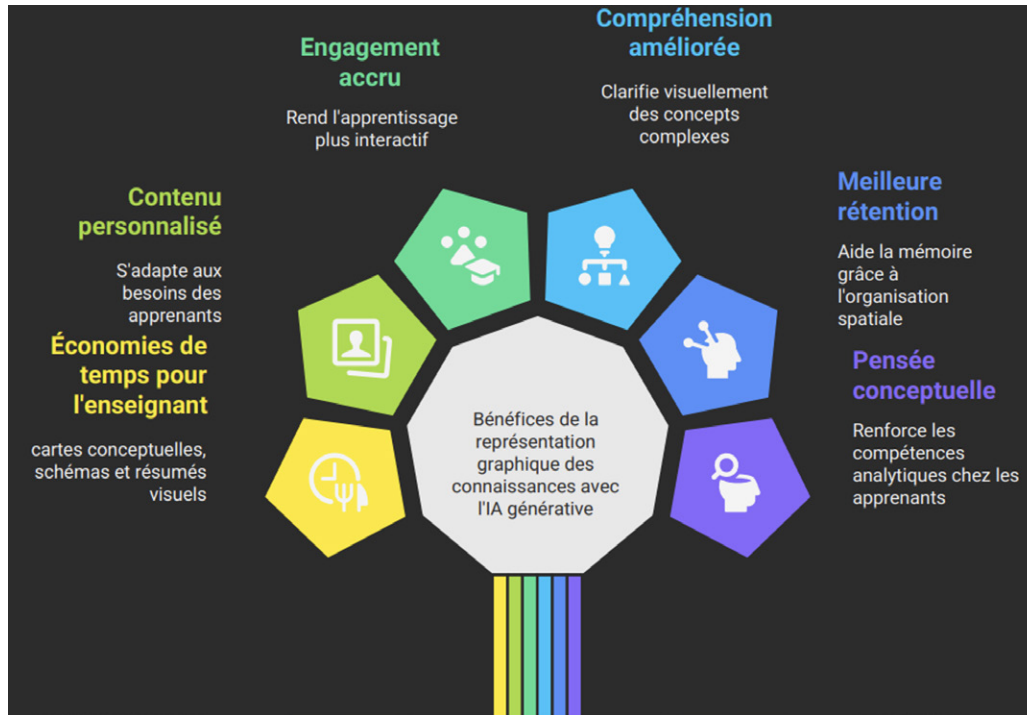 Compréhension
améliorée
Clarifie visuellement
des concepts
complexes
Engagement
accru
Rend l'apprentissage
plus interactif
Meilleure
rétention
Aide la mémoire
grâce à
l'organisation
spatiale
Contenu
personnalisé
S'adapte aux
besoins des
apprenants
Économies de
temps pour
l'enseignant
cartes conceptuelles,
schémas et résumés
visuels
Pensée
conceptuelle
Renforce les
compétences
analytiques chez les
apprenants
Bénéfices de la
représentation
graphique des
connaissances avec
l'IA générative